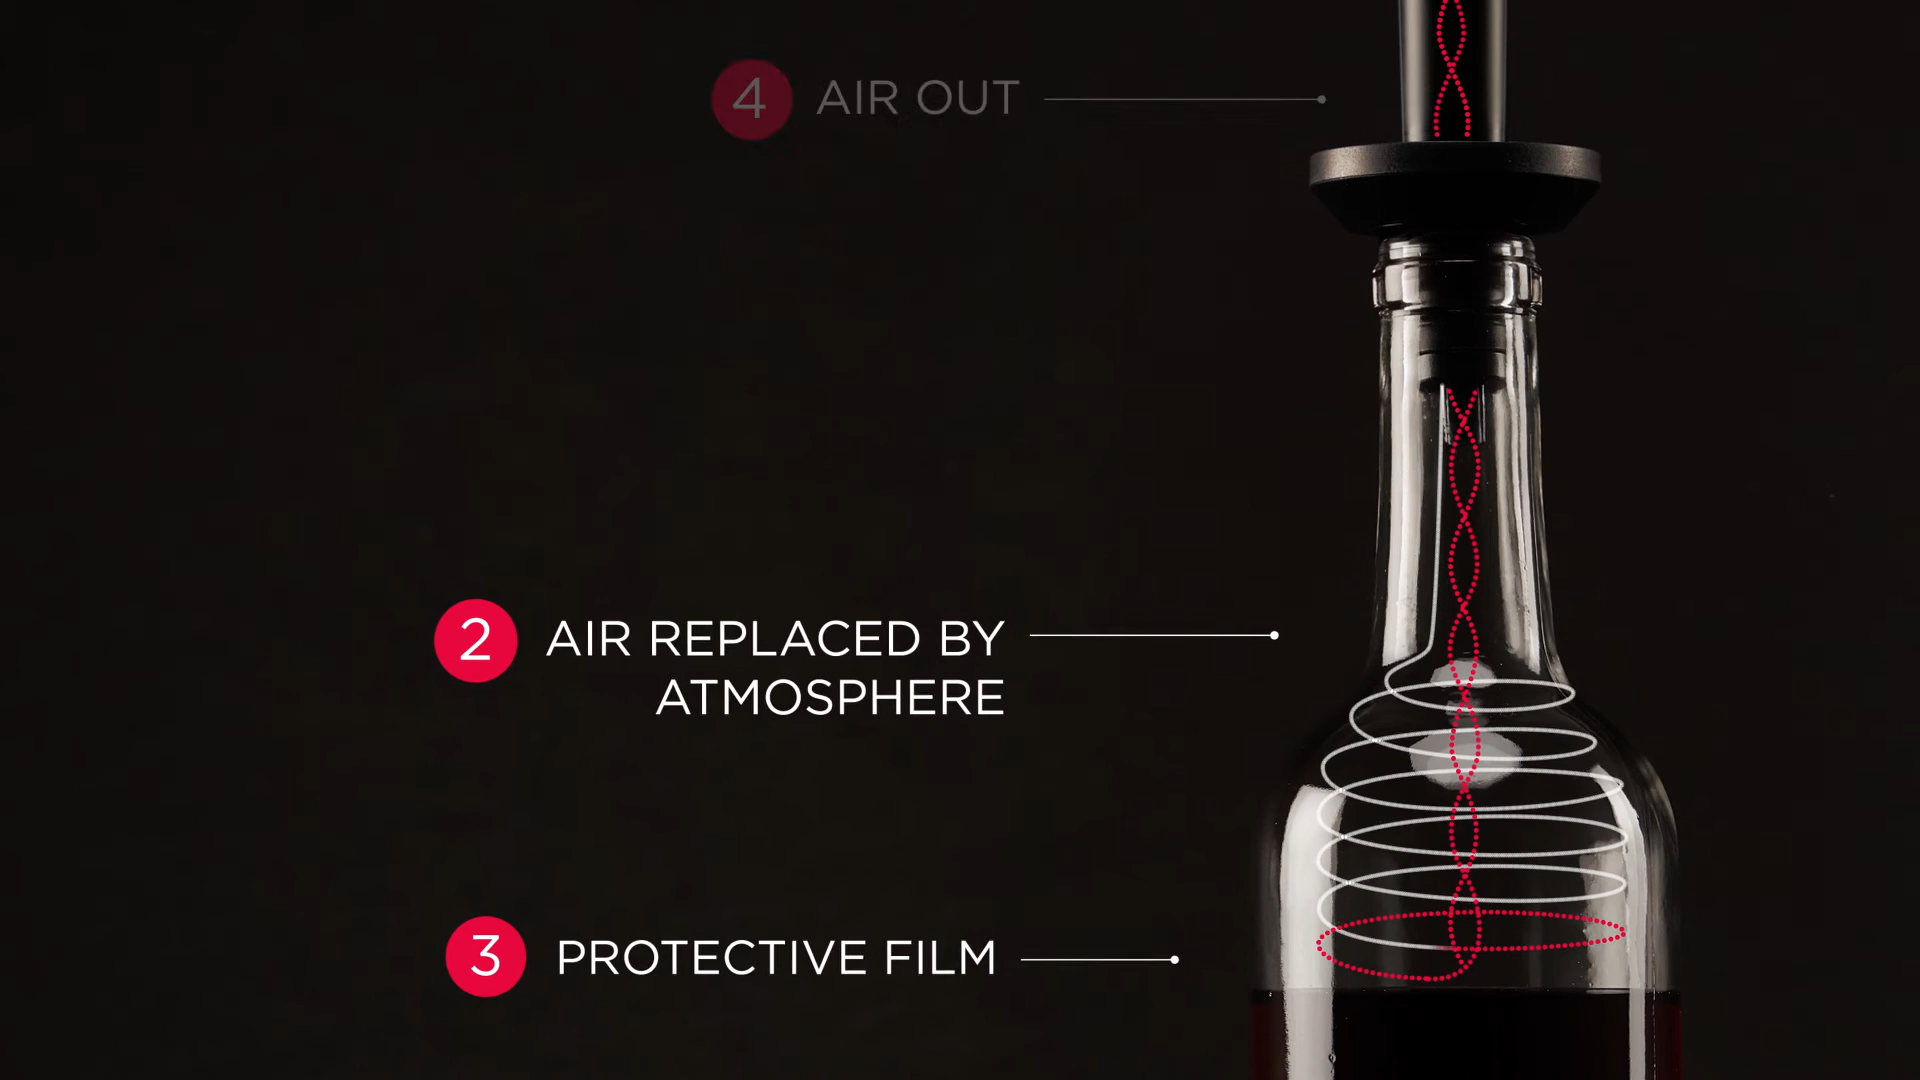 4 AIR OUT
2 AIR REPLACED BY
ATMOSPHERE
3 PROTECTIVE FILM